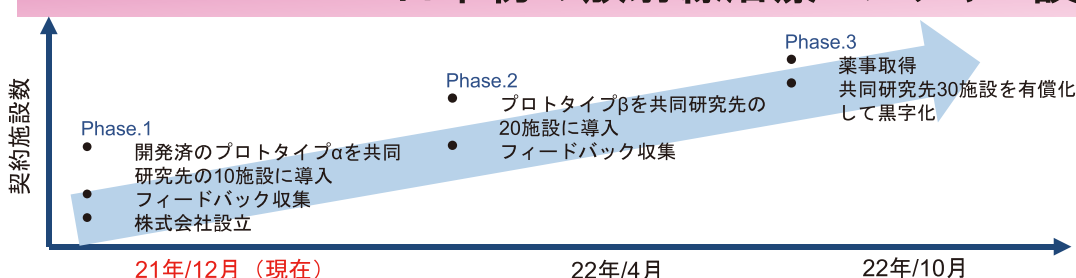 Phase.3
薬事取得
共同研究先30施設を有償化
して黒字化
Phase.2
プロトタイプβを共同研究先の
20施設に導入
フィードバック収集
Phase.1
開発済のプロトタイプαを共同
研究先の10施設に導入
フィードバック収集
株式会社設立
契約施設数
21年/12月（現在）
22年/4月
22年/10月